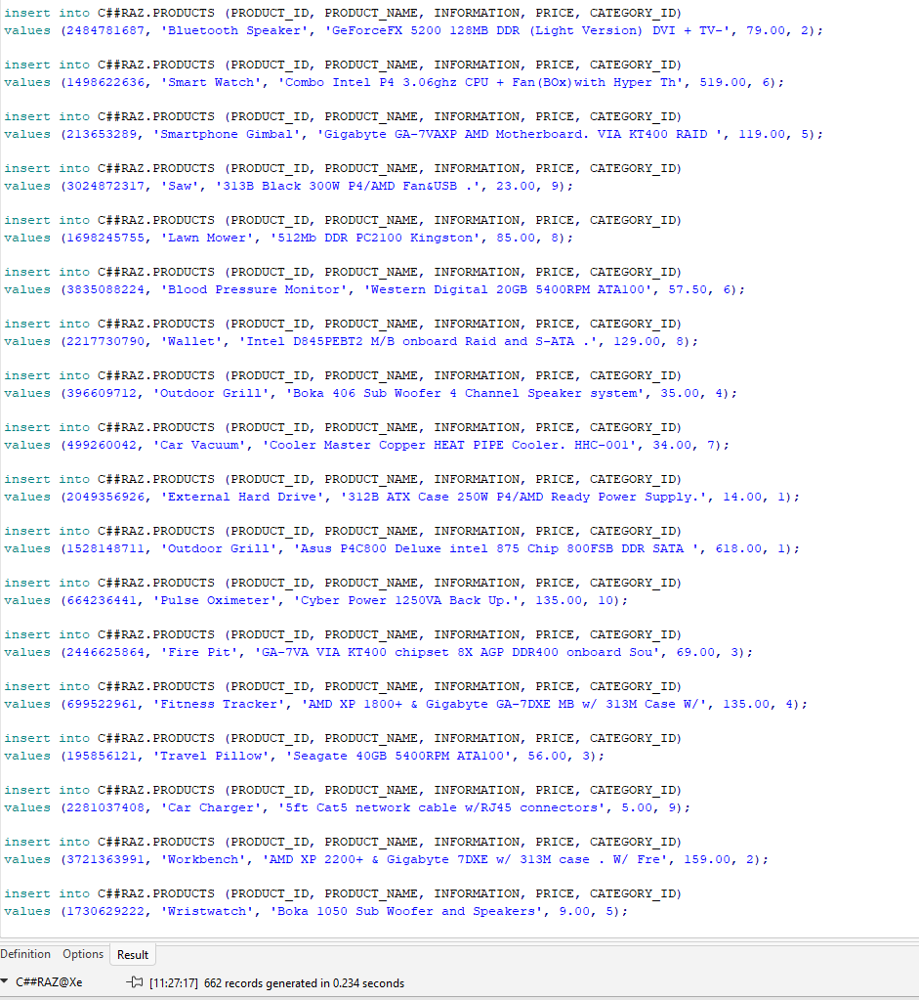 insert into C##RAZ.PRODUCTS (PRODUCT_ID, PRODUCT_NAME, INFORMATION, PRICE, CATEGORY_ID)
values (2484781687, 'Bluetooth Speaker', 'GeForceFX 5200 128MB DDR (Light Version) DVI + TV-', 79.00, 2);
insert into C##RAZ.PRODUCTS (PRODUCT_ID, PRODUCT_NAME, INFORMATION, PRICE, CATEGORY_ID)
values (1498622636, 'Smart Watch', 'Combo Intel P4 3.06ghz CPU + Fan(BOx)with Hyper Th', 519.00, 6);
insert into C##RAZ.PRODUCTS (PRODUCT_ID, PRODUCT_NAME, INFORMATION, PRICE, CATEGORY_ID)
values (213653289, 'Smartphone Gimbal', 'Gigabyte GA-7VAXP AMD Motherboard. VIA KT400 RAID ', 119.00, 5);
insert into C##RAZ.PRODUCTS (PRODUCT_ID, PRODUCT_NAME, INFORMATION, PRICE, CATEGORY_ID)
values (3024872317, 'Saw', '313B Black 300W P4/AMD Fan&USB .', 23.00, 9);
insert into C##RAZ.PRODUCTS (PRODUCT_ID, PRODUCT_NAME, INFORMATION, PRICE, CATEGORY_ID)
values (1698245755, 'Lawn Mower', '512Mb DDR PC2100 Kingston', 85.00, 8);
insert into C##RAZ.PRODUCTS (PRODUCT_ID, PRODUCT_NAME, INFORMATION, PRICE, CATEGORY_ID)
values (3835088224, 'Blood Pressure Monitor', 'Western Digital 20GB 5400RPM ATA100', 57.50, 6);
insert into C##RAZ.PRODUCTS (PRODUCT_ID, PRODUCT_NAME, INFORMATION, PRICE, CATEGORY_ID)
values (2217730790, 'Wallet', 'Intel D845PEBT2 M/B onboard Raid and S-ATA .', 129.00, 8);
insert into C##RAZ.PRODUCTS (PRODUCT_ID, PRODUCT_NAME, INFORMATION, PRICE, CATEGORY_ID)
values (396609712, 'Outdoor Grill', 'Boka 406 Sub Woofer 4 Channel Speaker system', 35.00, 4);
insert into C##RAZ.PRODUCTS (PRODUCT_ID, PRODUCT_NAME, INFORMATION, PRICE, CATEGORY_ID)
values (499260042, 'Car Vacuum', 'Cooler Master Copper HEAT PIPE Cooler. HHC-001', 34.00, 7);
insert into C##RAZ.PRODUCTS (PRODUCT_ID, PRODUCT_NAME, INFORMATION, PRICE, CATEGORY_ID)
values (2049356926, 'External Hard Drive', '312B ATX Case 250W P4/AMD Ready Power Supply.', 14.00, 1);
insert into C##RAZ.PRODUCTS (PRODUCT_ID, PRODUCT_NAME, INFORMATION, PRICE, CATEGORY_ID)
values (1528148711, 'Outdoor Grill', 'Asus P4C800 Deluxe intel 875 Chip 800FSB DDR SATA ', 618.00, 1);
insert into C##RAZ.PRODUCTS (PRODUCT_ID, PRODUCT_NAME, INFORMATION, PRICE, CATEGORY_ID)
values (664236441, 'Pulse Oximeter', 'Cyber Power 1250VA Back Up.', 135.00, 10);
insert into C##RAZ.PRODUCTS (PRODUCT_ID, PRODUCT_NAME, INFORMATION, PRICE, CATEGORY_ID)
values (2446625864, 'Fire Pit', 'GA-7VA VIA KT400 chipset 8X AGP DDR400 onboard Sou', 69.00, 3);
insert into C##RAZ.PRODUCTS (PRODUCT_ID, PRODUCT_NAME, INFORMATION, PRICE, CATEGORY_ID)
values (699522961, 'Fitness Tracker', 'AMD XP 1800+ & Gigabyte GA-7DXE MB w/ 313M Case W/', 135.00, 4);
insert into C##RAZ.PRODUCTS (PRODUCT_ID, PRODUCT_NAME, INFORMATION, PRICE, CATEGORY_ID)
values (195856121, 'Travel Pillow', 'Seagate 40GB 5400RPM ATA100', 56.00, 3);
insert into C##RAZ.PRODUCTS (PRODUCT_ID, PRODUCT_NAME, INFORMATION, PRICE, CATEGORY_ID)
values (2281037408, 'Car Charger', '5ft Cat5 network cable w/RJ45 connectors', 5.00, 9);
insert into C##RAZ.PRODUCTS (PRODUCT_ID, PRODUCT_NAME, INFORMATION, PRICE, CATEGORY_ID)
values (3721363991, 'Workbench', 'AMD XP 2200+ & Gigabyte 7DXE w/ 313M case . W/ Fre', 159.00, 2);
insert into C##RAZ.PRODUCTS (PRODUCT_ID, PRODUCT_NAME, INFORMATION, PRICE, CATEGORY_ID)
values (1730629222, 'Wristwatch', 'Boka 1050 Sub Woofer and Speakers', 9.00, 5);
Definition Options Result
C##RAZ@Xe [11:27:17] 662 records generated in 0.234 seconds